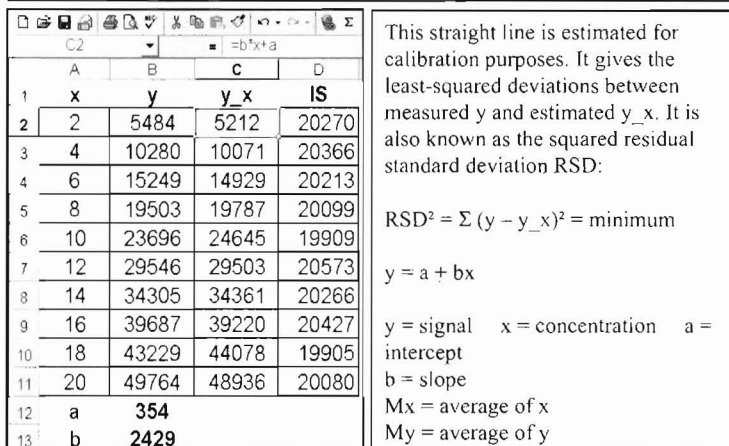 C2 = =b*x+a
A B C D
1 x y y_x IS
2 2 5484 5212 20270
3 4 10280 10071 20366
4 6 15249 14929 20213
5 8 19503 19787 20099
6 10 23696 24645 19909
7 12 29546 29503 20573
8 14 34305 34361 20266
9 16 39687 39220 20427
10 18 43229 44078 19905
11 20 49764 48936 20080
12 a 354
13 b 2429
This straight line is estimated for
calibration purposes. It gives the
least-squared deviations between
measured y and estimated y_x. It is
also known as the squared residual
standard deviation RSD:
RSD² = Σ (y – y_x)² = minimum
y = a + bx
y = signal x = concentration a =
intercept
b = slope
Mx = average of x
My = average of y